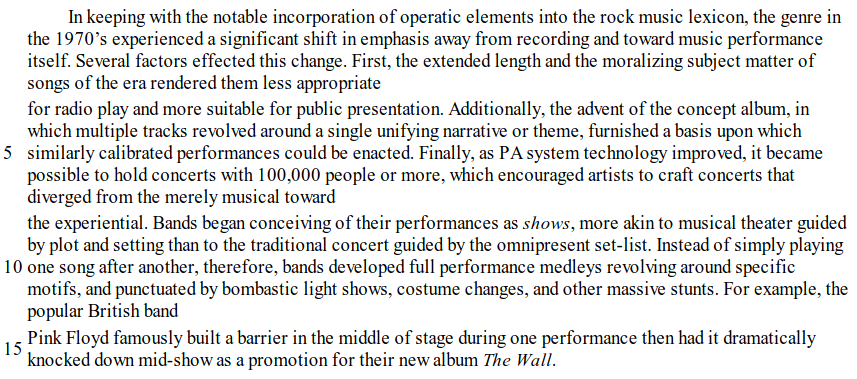 In keeping with the notable incorporation of operatic elements into the rock music lexicon, the genre in
the 1970’s experienced a significant shift in emphasis away from recording and toward music performance
itself. Several factors effected this change. First, the extended length and the moralizing subject matter of
songs of the era rendered them less appropriate
for radio play and more suitable for public presentation. Additionally, the advent of the concept album, in
which multiple tracks revolved around a single unifying narrative or theme, furnished a basis upon which
5 similarly calibrated performances could be enacted. Finally, as PA system technology improved, it became
possible to hold concerts with 100,000 people or more, which encouraged artists to craft concerts that
diverged from the merely musical toward
the experiential. Bands began conceiving of their performances as shows, more akin to musical theater guided
by plot and setting than to the traditional concert guided by the omnipresent set-list. Instead of simply playing
10 one song after another, therefore, bands developed full performance medleys revolving around specific
motifs, and punctuated by bombastic light shows, costume changes, and other massive stunts. For example, the
popular British band
Pink Floyd famously built a barrier in the middle of stage during one performance then had it dramatically
15 knocked down mid-show as a promotion for their new album The Wall.